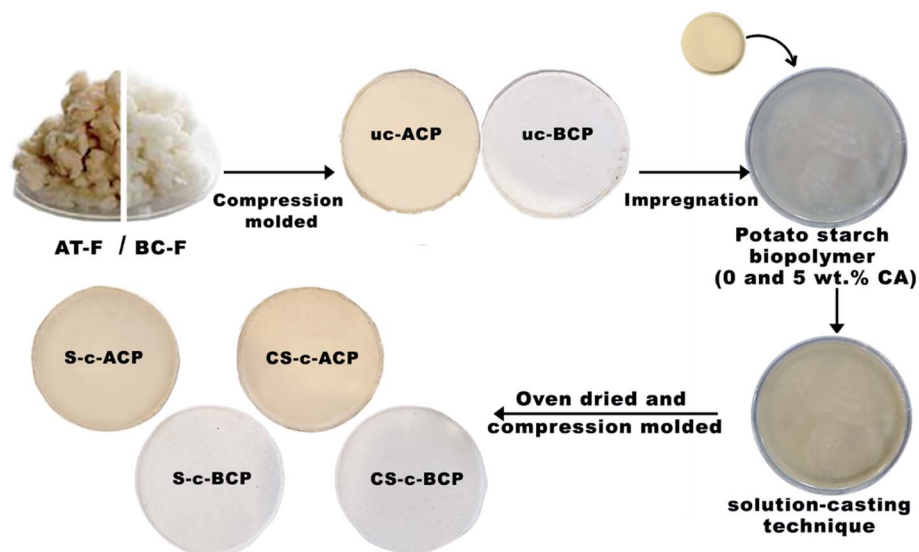 AT-F / BC-F
Compression
molded
uc-ACP
uc-BCP
Impregnation
Potato starch
biopolymer
(0 and 5 wt.% CA)
solution-casting
technique
Oven dried and
compression molded
S-c-ACP
CS-c-ACP
S-c-BCP
CS-c-BCP